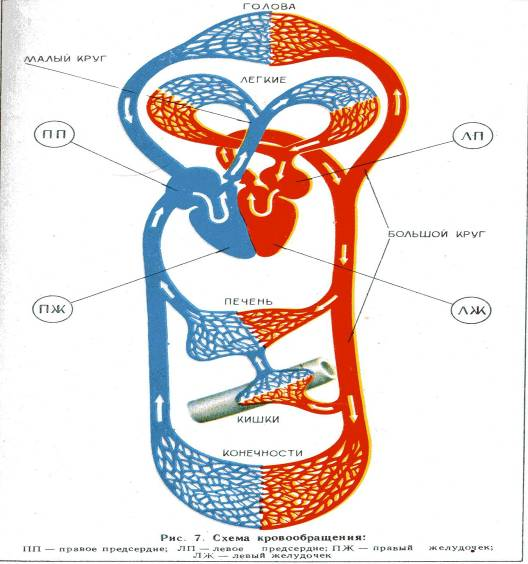 ГОЛОВА
МАЛЫЙ КРУГ
ЛЕГКИЕ
ПП
ЛП
БОЛЬШОЙ КРУГ
ПЖ
ПЕЧЕНЬ
ЛЖ
КИШКИ
КОНЕЧНОСТИ
Рис. 7. Схема кровообращения:
ПП — правое предсердие; ЛП — левое предсердие; ПЖ — правый желудочек;
ЛЖ — левый желудочек